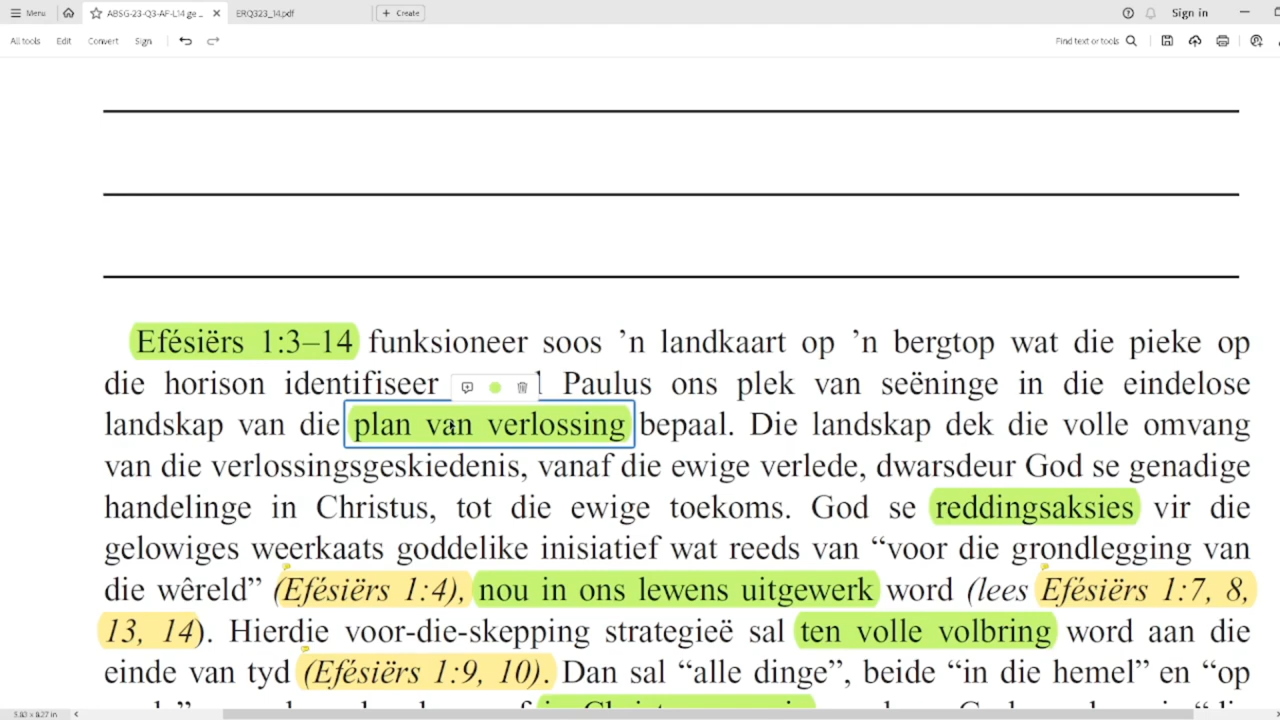 Menu
ABSG-23-Q3-AF-L14 ge ...
ERQ323_14.pdf
Create
Sign in
All tools
Edit
Convert
Sign
Find text or tools
Efésiërs 1:3–14 funksioneer soos ’n landkaart op ’n bergtop wat die pieke op
die horison identifiseer Paulus ons plek van seëninge in die eindelose
landskap van die plan van verlossing bepaal. Die landskap dek die volle omvang
van die verlossingsgeskiedenis, vanaf die ewige verlede, dwarsdeur God se genadige
handelinge in Christus, tot die ewige toekoms. God se reddingsaksies vir die
gelowiges weerkaats goddelike inisiatief wat reeds van “voor die grondlegging van
die wêreld” (Efésiërs 1:4), nou in ons lewens uitgewerk word (lees Efésiërs 1:7, 8,
13, 14). Hierdie voor-die-skepping strategieë sal ten volle volbring word aan die
einde van tyd (Efésiërs 1:9, 10). Dan sal “alle dinge”, beide “in die hemel” en “op